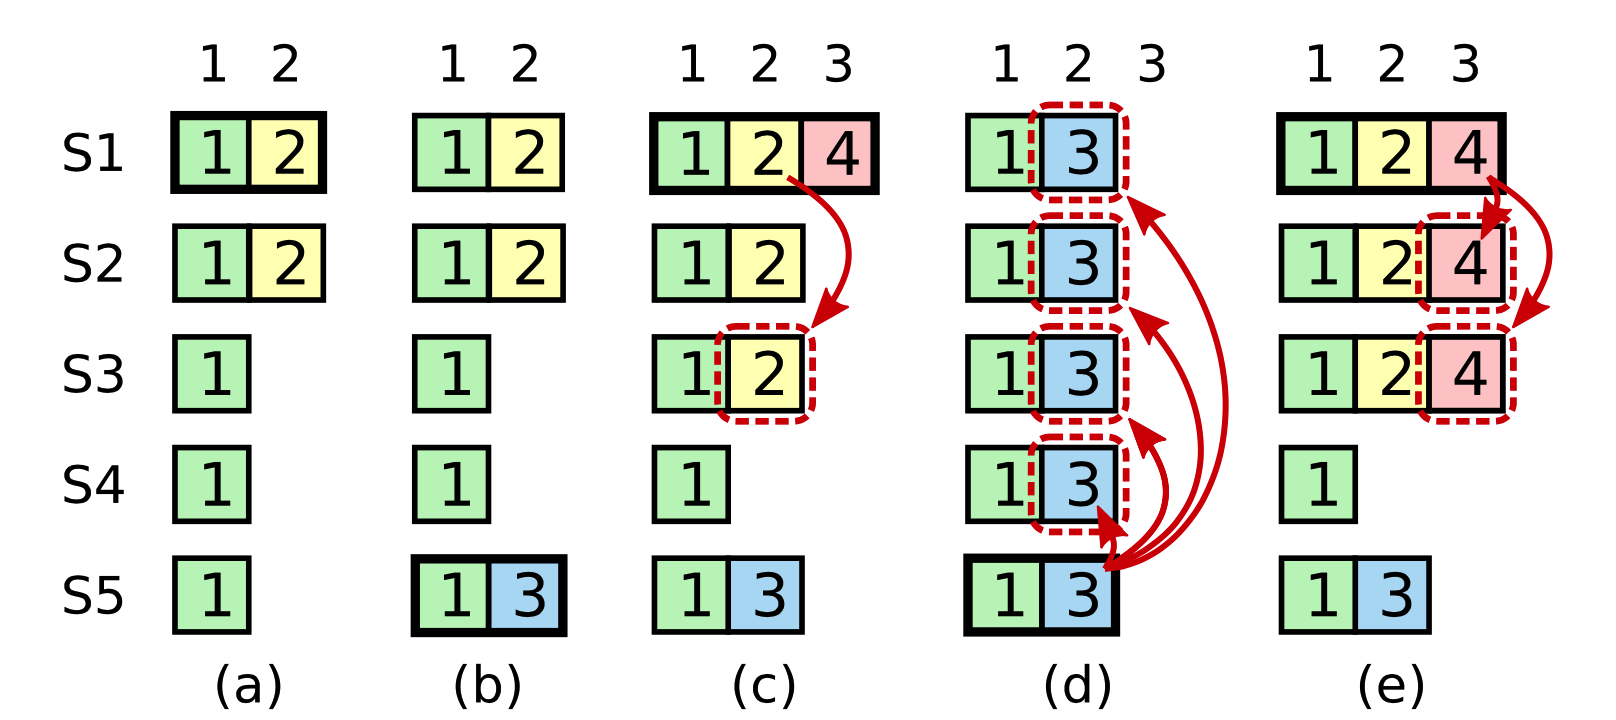 1 2 1 2 1 2 3 1 2 3 1 2 3
S1 1 2 1 2 1 2 4 1 3 1 2 4
S2 1 2 1 2 1 2 1 3 1 2 4
S3 1 1 1 2 1 3 1 2 4
S4 1 1 1 1 3 1
S5 1 1 3 1 3 1 3 1 3
(a) (b) (c) (d) (e)